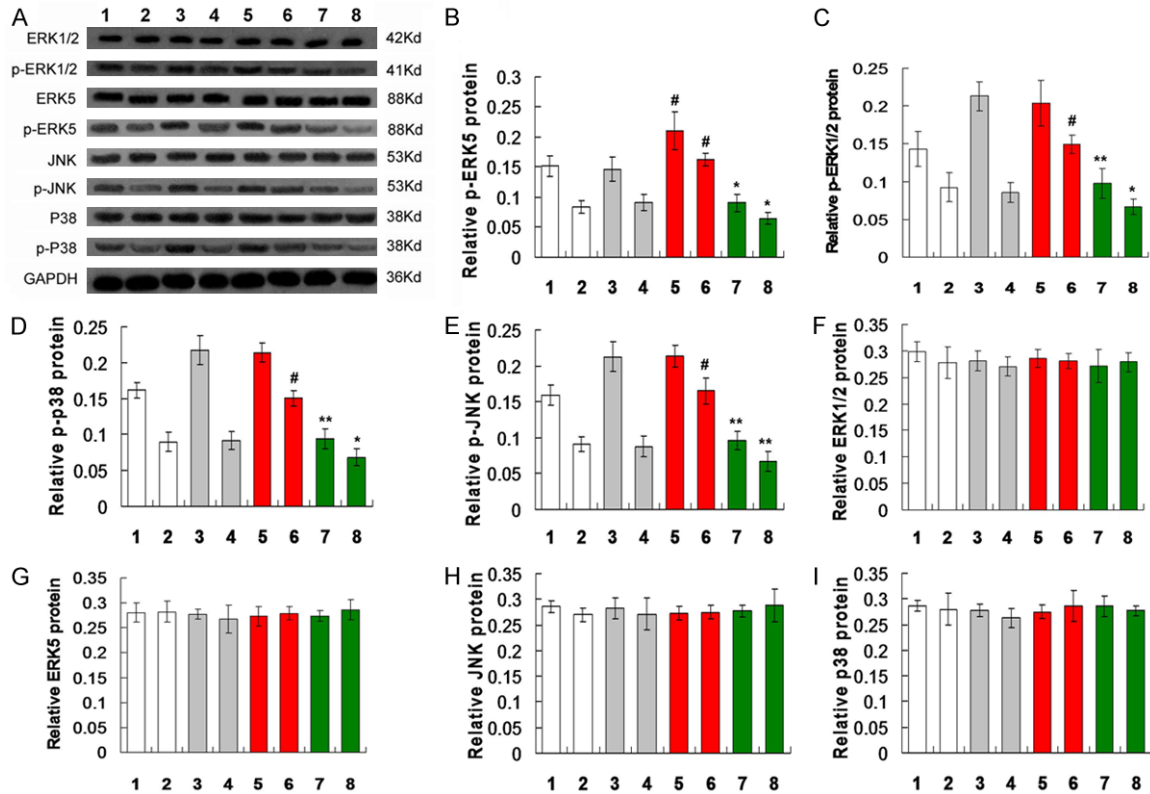 A
1 2 3 4 5 6 7 8
ERK1/2 42Kd
p-ERK1/2 41Kd
ERK5 88Kd
p-ERK5 88Kd
JNK 53Kd
p-JNK 53Kd
P38 38Kd
p-P38 38Kd
GAPDH 36Kd
B
Relative p-ERK5 protein
0.3
0.25
0.2
0.15
0.1
0.05
0
# # * *
1 2 3 4 5 6 7 8
C
Relative p-ERK1/2 protein
0.25
0.2
0.15
0.1
0.05
0
# ** *
1 2 3 4 5 6 7 8
D
Relative p-p38 protein
0.25
0.2
0.15
0.1
0.05
0
# ** *
1 2 3 4 5 6 7 8
E
Relative p-JNK protein
0.25
0.2
0.15
0.1
0.05
0
# ** **
1 2 3 4 5 6 7 8
F
Relative ERK1/2 protein
0.35
0.3
0.25
0.2
0.15
0.1
0.05
0
1 2 3 4 5 6 7 8
G
Relative ERK5 protein
0.35
0.3
0.25
0.2
0.15
0.1
0.05
0
1 2 3 4 5 6 7 8
H
Relative JNK protein
0.35
0.3
0.25
0.2
0.15
0.1
0.05
0
1 2 3 4 5 6 7 8
I
Relative p38 protein
0.35
0.3
0.25
0.2
0.15
0.1
0.05
0
1 2 3 4 5 6 7 8